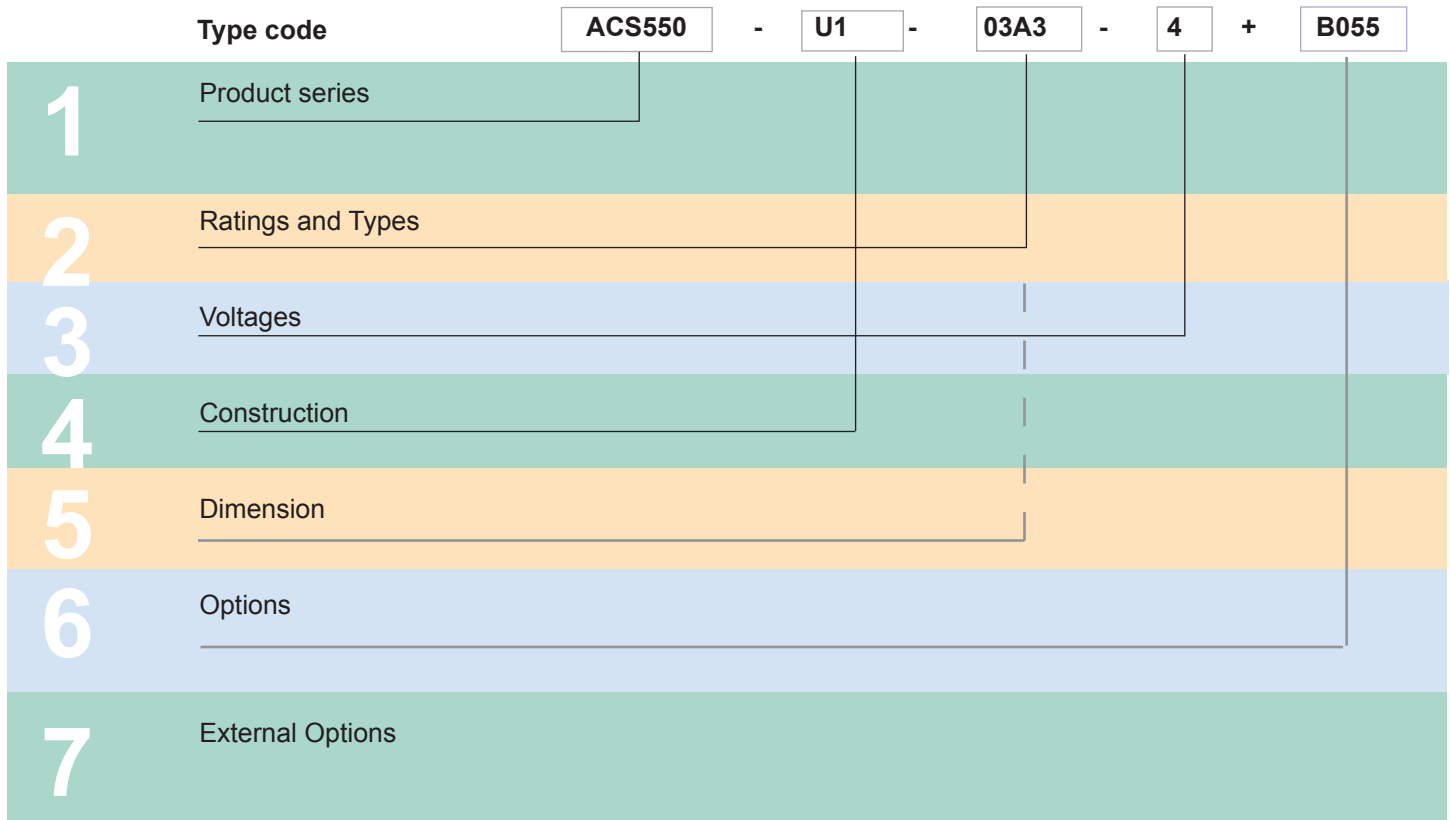 Type code ACS550 - U1 - 03A3 - 4 + B055
1 Product series
2 Ratings and Types
3 Voltages
4 Construction
5 Dimension
6 Options
7 External Options